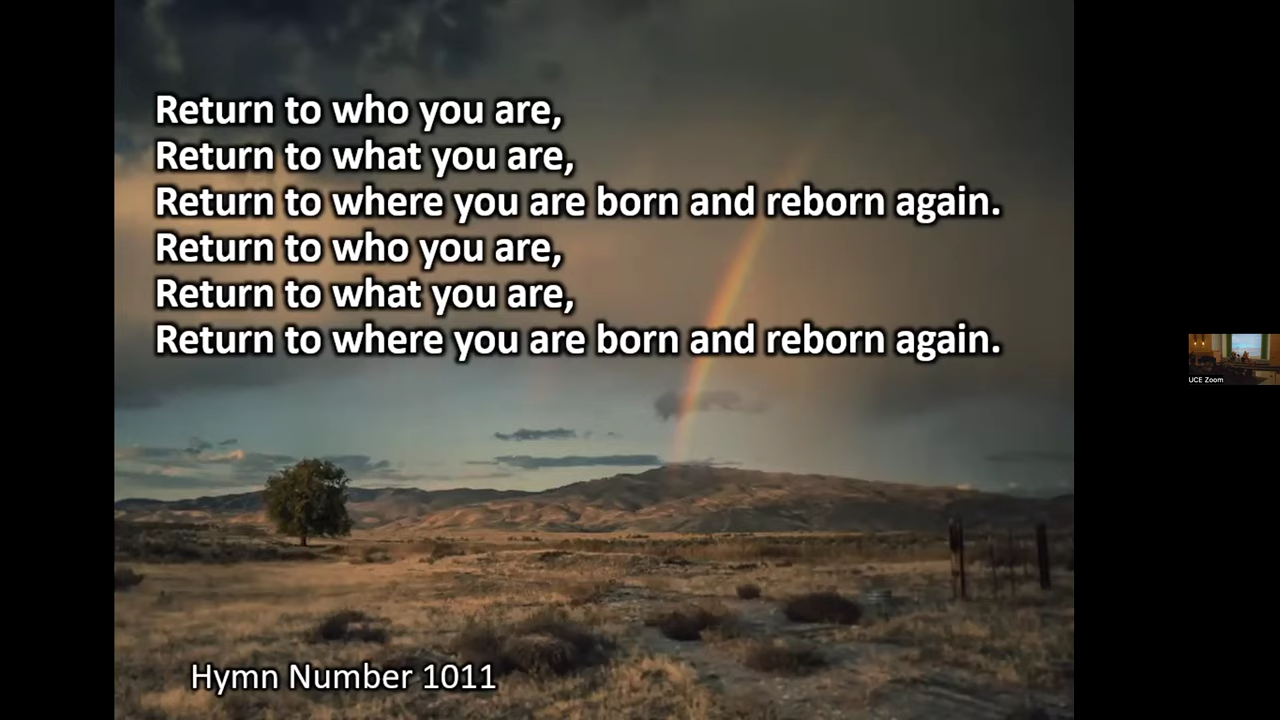 Return to who you are,
Return to what you are,
Return to where you are born and reborn again.
Return to who you are,
Return to what you are,
Return to where you are born and reborn again.
UCE Zoom
Hymn Number 1011